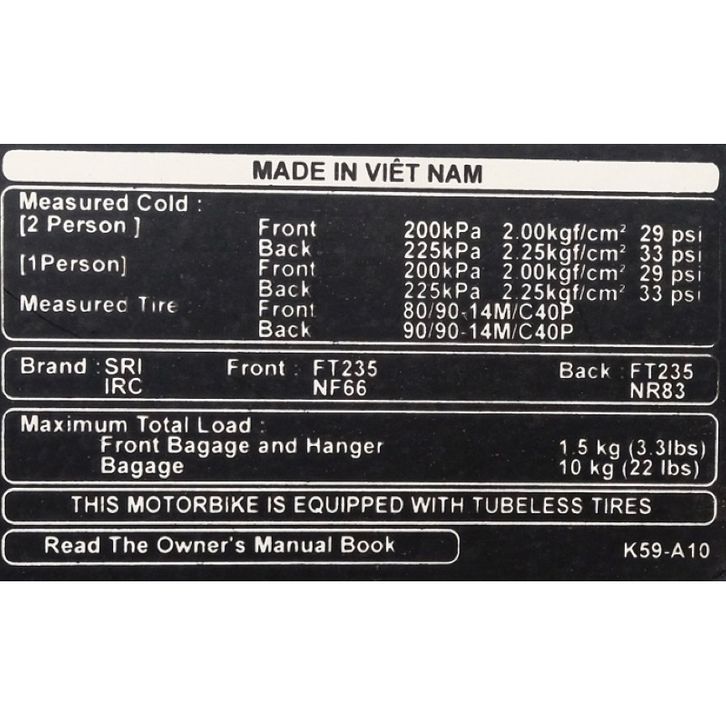 MADE IN VIÊT NAM
Measured Cold :
[2 Person ] Front 200kPa 2.00kgf/cm² 29 psi
Back 225kPa 2.25kgf/cm² 33 psi
[1Person] Front 200kPa 2.00kgf/cm² 29 psi
Back 225kPa 2.25kgf/cm² 33 psi
Measured Tire Front 80/90-14M/C40P
Back 90/90-14M/C40P
Brand : SRI Front : FT235 Back : FT235
IRC NF66 NR83
Maximum Total Load :
Front Bagage and Hanger 1.5 kg (3.3lbs)
Bagage 10 kg (22 lbs)
THIS MOTORBIKE IS EQUIPPED WITH TUBELESS TIRES
Read The Owner's Manual Book
K59-A10